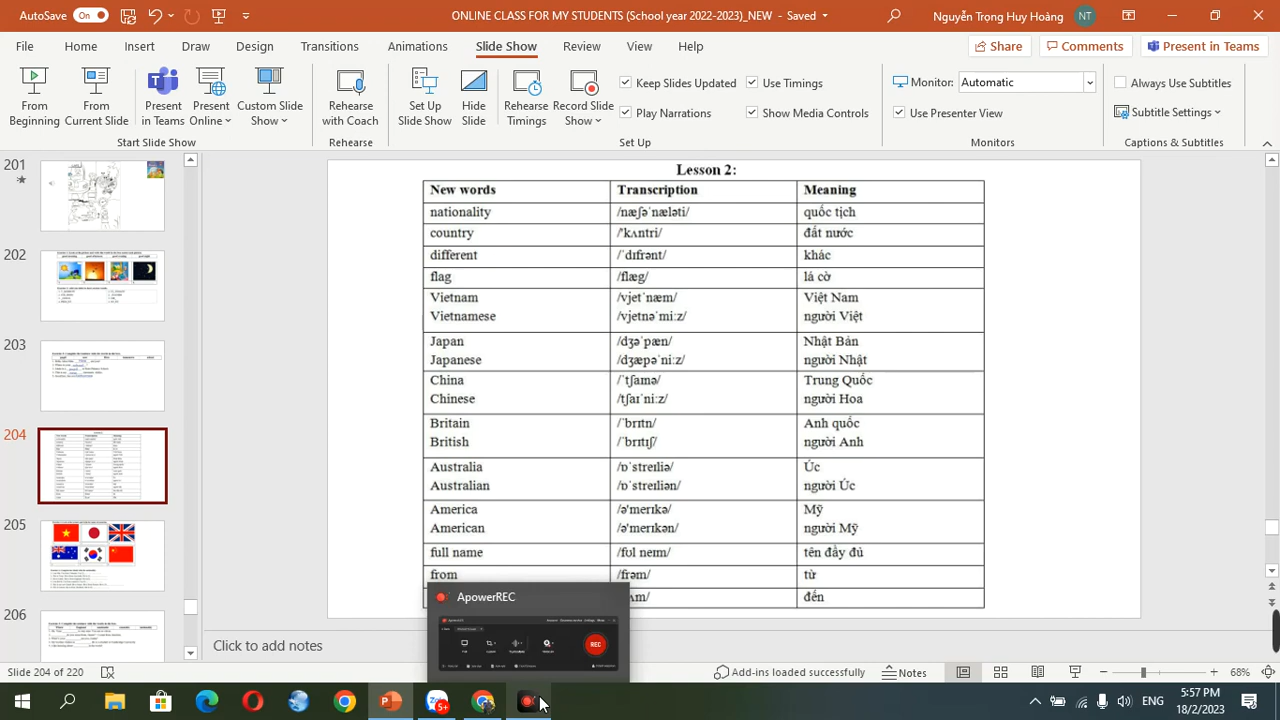 AutoSave On ONLINE CLASS FOR MY STUDENTS (School year 2022-2023)_NEW - Saved Nguyễn Trọng Huy Hoàng NT
File Home Insert Draw Design Transitions Animations Slide Show Review View Help Share Comments Present in Teams
From Beginning
From Current Slide
Present in Teams
Present Online
Custom Slide Show
Rehearse with Coach
Set Up Slide Show
Hide Slide
Rehearse Timings
Record Slide Show
Keep Slides Updated
Play Narrations
Use Timings
Show Media Controls
Monitor: Automatic
Use Presenter View
Always Use Subtitles
Subtitle Settings
Start Slide Show Rehearse Set Up Monitors Captions & Subtitles
201
202
203
204
205
206
Lesson 2:
New words Transcription Meaning
nationality /næʃəˈnæləti/ quốc tịch
country /'kʌntri/ đất nước
different /ˈdɪfrənt/ khác
flag /flæg/ lá cờ
Vietnam /vjetˈnæm/ Việt Nam
Vietnamese /vjetnəˈmiːz/ người Việt
Japan /dʒəˈpæn/ Nhật Bản
Japanese /dʒæpəˈniːz/ người Nhật
China /ˈtʃaɪnə/ Trung Quốc
Chinese /tʃaɪˈniːz/ người Hoa
Britain /ˈbrɪtn/ Anh quốc
British /ˈbrɪtɪʃ/ người Anh
Australia /ɒˈstreɪliə/ Úc
Australian /ɒˈstreɪliən/ người Úc
America /ə'merɪkə/ Mỹ
American /ə'merɪkən/ người Mỹ
full name /fʊl neɪm/ tên đầy đủ
from /frəm/ từ
đến
ApowerREC
REC
Click to add notes
of 220 Add-ins loaded successfully Notes 68%
ENG 5:57 PM
18/2/2023